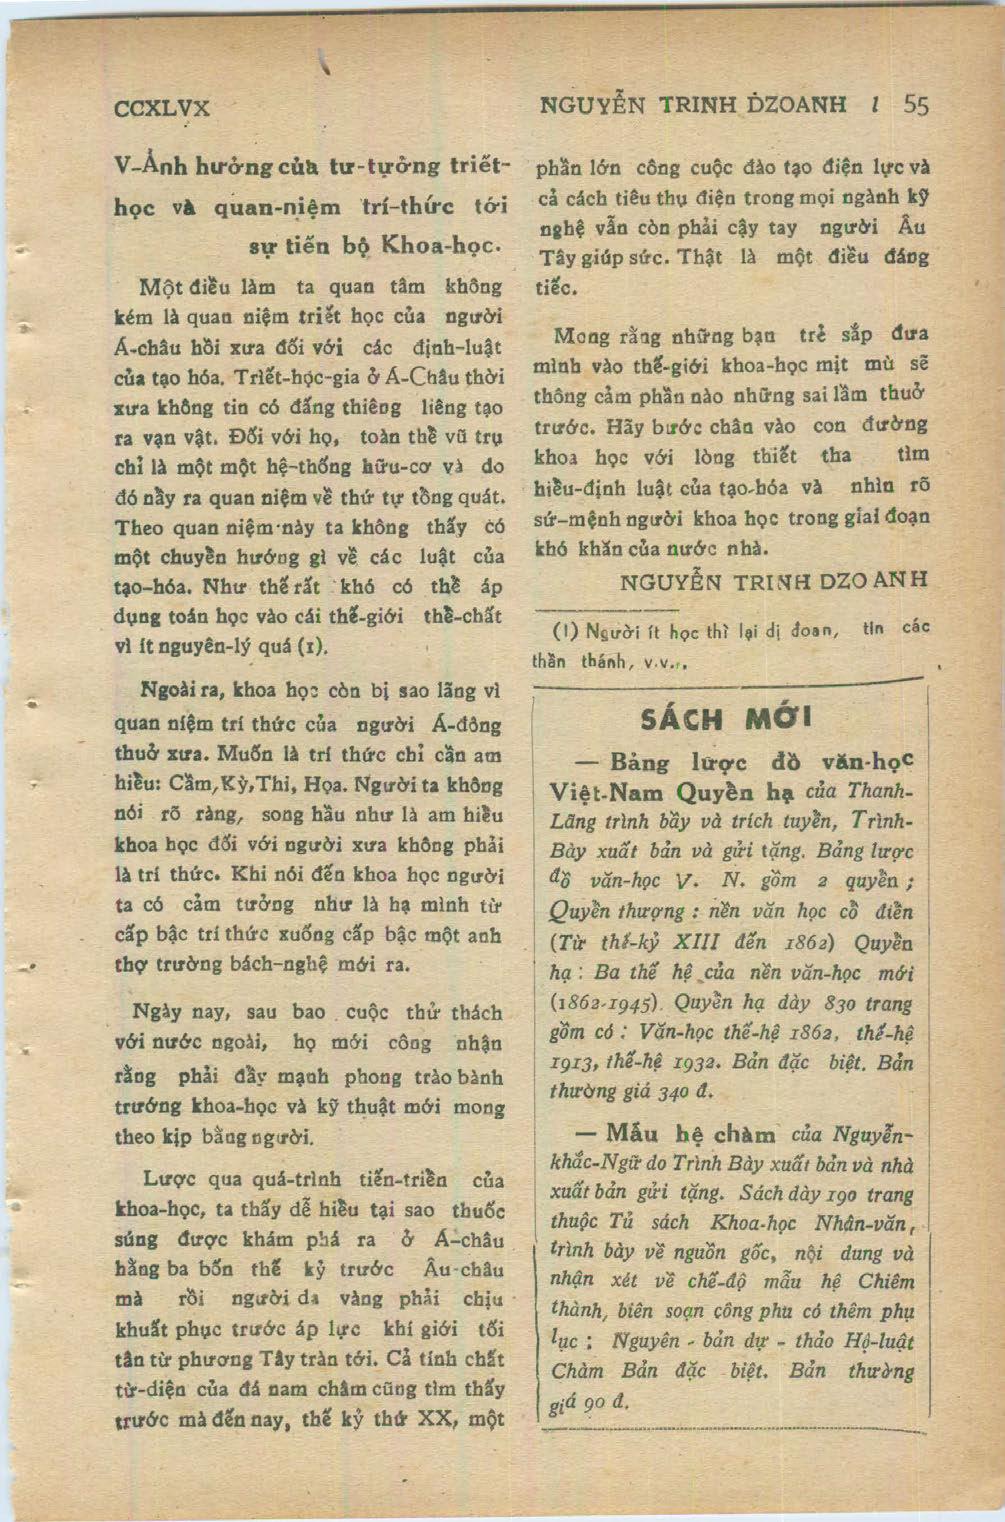 CCXLVX
NGUYỄN TRINH DZOANH / 55
V–Ảnh hưởng của tư-tưởng triết-
học và quan-niệm trí-thức tới
sự tiến bộ Khoa-học.
Một điều làm ta quan tâm không
kém là quan niệm triết học của người
Á-châu hồi xưa đối với các định-luật
của tạo hóa. Triết-học-gia ở Á-Châu thời
xưa không tin có đấng thiêng liêng tạo
ra vạn vật. Đối với họ, toàn thể vũ trụ
chỉ là một một hệ-thống hữu-cơ và do
đó nẩy ra quan niệm về thứ tự tổng quát.
Theo quan niệm này ta không thấy có
một chuyển hướng gì về các luật của
tạo-hóa. Như thế rất khó có thể áp
dụng toán học vào cái thế-giới thể-chất
vì ít nguyên-lý quá (1).
Ngoài ra, khoa học còn bị sao lãng vì
quan niệm trí thức của người Á-đông
thuở xưa. Muốn là trí thức chỉ cần am
hiểu: Cầm, Kỳ, Thi, Họa. Người ta không
nói rõ ràng, song hầu như là am hiểu
khoa học đối với người xưa không phải
là trí thức. Khi nói đến khoa học người
ta có cảm tưởng như là hạ mình từ
cấp bậc trí thức xuống cấp bậc một anh
thợ trường bách-nghệ mới ra.
Ngày nay, sau bao cuộc thử thách
với nước ngoài, họ mới công nhận
rằng phải đẩy mạnh phong trào bành
trướng khoa-học và kỹ thuật mới mong
theo kịp bằng người.
Lược qua quá-trình tiến-triển của
khoa-học, ta thấy dễ hiểu tại sao thuốc
súng được khám phá ra ở Á-châu
hằng ba bốn thế kỷ trước Âu-châu
mà rồi người da vàng phải chịu
khuất phục trước áp lực khí giới tối
tân từ phương Tây tràn tới. Cả tính chất
từ-diện của đá nam châm cũng tìm thấy
trước mà đến nay, thế kỷ thứ XX, một
phần lớn công cuộc đào tạo điện lực và
cả cách tiêu thụ điện trong mọi ngành kỹ
nghệ vẫn còn phải cậy tay người Âu
Tây giúp sức. Thật là một điều đáng
tiếc.
Mong rằng những bạn trẻ sắp đưa
mình vào thế-giới khoa-học mịt mù sẽ
thông cảm phần nào những sai lầm thuở
trước. Hãy bước chân vào con đường
khoa học với lòng thiết tha tìm
hiểu-định luật của tạo-hóa và nhìn rõ
sứ-mệnh người khoa học trong giai đoạn
khó khăn của nước nhà.
NGUYỄN TRINH DZOANH
(1) Người ít học thì lại dị đoan, tin các
thần thánh, v.v...
SÁCH MỚI
— Bảng lược đồ văn-học
Việt-Nam Quyển hạ của Thanh-
Lãng trình bầy và trích tuyển, Trình-
Bày xuất bản và gửi tặng. Bảng lược
đồ văn-học V. N. gồm 2 quyển ;
Quyển thượng : nền văn học cổ điển
(Từ thế-kỷ XIII đến 1862) Quyển
hạ : Ba thế hệ của nền văn-học mới
(1862-1945). Quyển hạ dày 830 trang
gồm có : Văn-học thế-hệ 1862, thế-hệ
1913, thế-hệ 1932. Bản đặc biệt. Bản
thường giá 340 đ.
— Mẫu hệ chàm của Nguyễn-
khắc-Ngữ do Trình Bày xuất bản và nhà
xuất bản gửi tặng. Sách dày 190 trang
thuộc Tủ sách Khoa-học Nhân-văn,
trình bày về nguồn gốc, nội dung và
nhận xét về chế-độ mẫu hệ Chiêm
thành, biên soạn công phu có thêm phụ
lục : Nguyên - bản dự - thảo Hộ-luật
Chàm Bản đặc biệt. Bản thường
giá 90 đ.